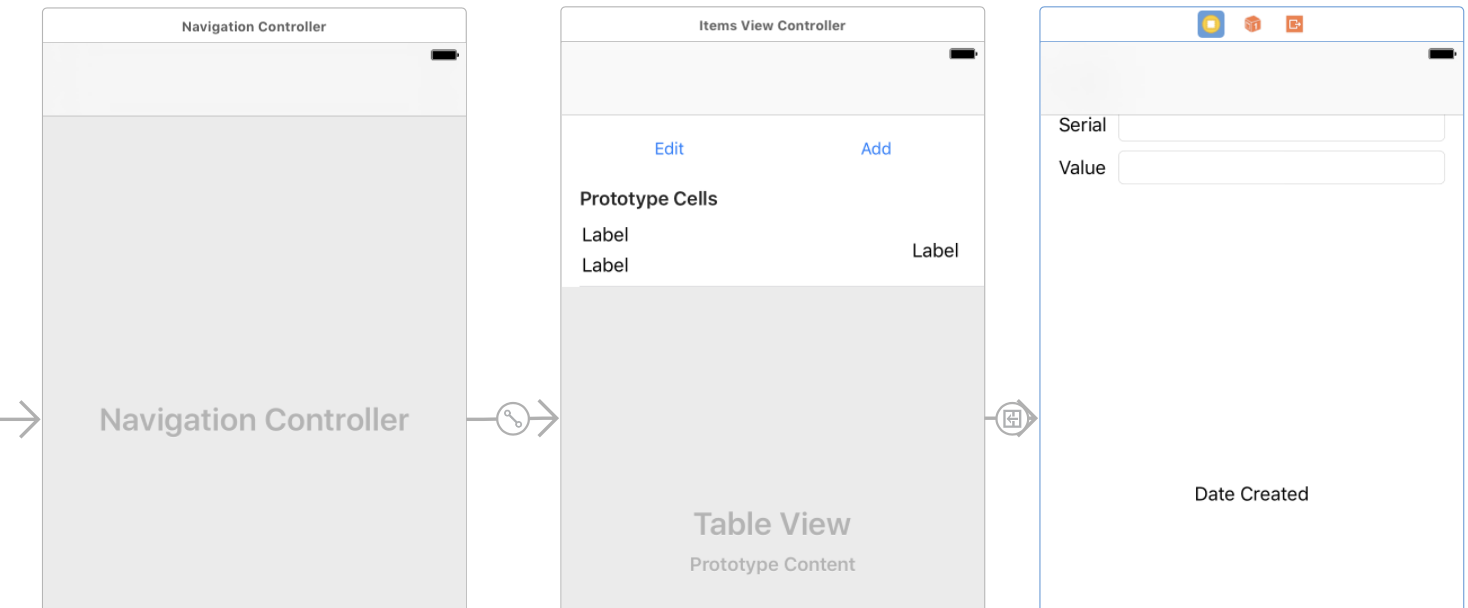 Navigation Controller
Navigation Controller
Items View Controller
Edit Add
Prototype Cells
Label
Label
Label
Table View
Prototype Content
Serial
Value
Date Created